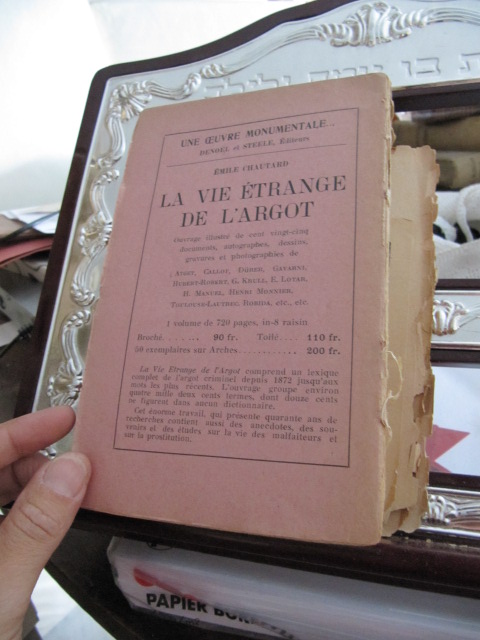 UNE ŒUVRE MONUMENTALE...
DENOËL et STEELE, Éditeurs
ÉMILE CHAUTARD
LA VIE ÉTRANGE
DE L'ARGOT
Ouvrage illustré de cent vingt-cinq
documents, autographes, dessins,
gravures et photographies de
ATGET, CALLOT, DURER, GAVARNI,
HUBERT-ROBERT, G. KRULL, E. LOTAR,
H. MANUEL, HENRI MONNIER,
TOULOUSE-LAUTREC, ROBIDA, etc., etc.
1 volume de 720 pages, in-8 raisin
Broché....... 90 fr. Toilé.... 110 fr.
50 exemplaires sur Arches............ 200 fr.
La Vie Etrange de l'Argot comprend un lexique
complet de l'argot criminel depuis 1872 jusqu'aux
mots les plus récents. L'ouvrage groupe environ
quatre mille deux cents termes, dont douze cents
ne figurent dans aucun dictionnaire.
Cet énorme travail, qui présente quarante ans de
recherches contient aussi des anecdotes, des sou-
venirs et des études sur la vie des malfaiteurs et
sur la prostitution.
PAPIER